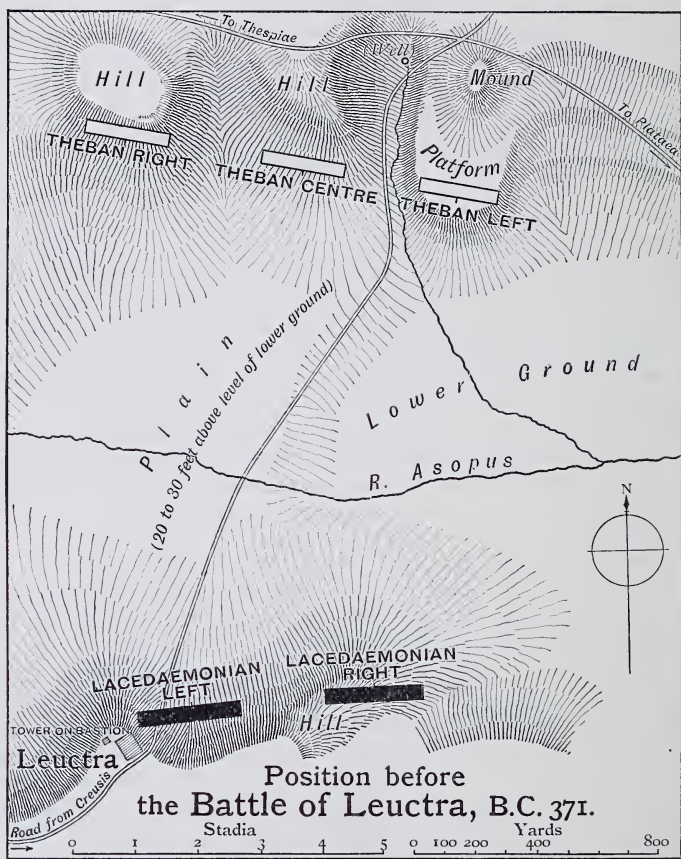 To Thespiae
(Well)
Hill
Hill
Mound
To Plataea
Platform
THEBAN RIGHT
THEBAN CENTRE
THEBAN LEFT
Plain
(20 to 30 feet above level of lower ground)
Lower Ground
R. Asopus
N
LACEDAEMONIAN
LEFT
LACEDAEMONIAN
RIGHT
Hill
TOWER ON BASTION
Leuctra
Road from Creusis
Position before
the Battle of Leuctra, B.C. 371.
Stadia Yards
0 1 2 3 4 5 0 100 200 400 800